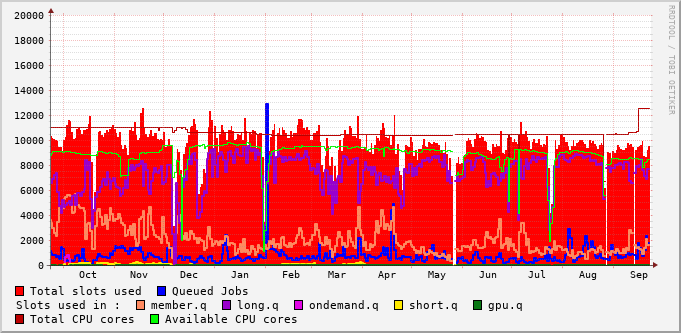 RRDTOOL / TOBI OETIKER
20000
18000
16000
14000
12000
10000
8000
6000
4000
2000
0
Oct Nov Dec Jan Feb Mar Apr May Jun Jul Aug Sep
Total slots used Queued Jobs
Slots used in : member.q long.q ondemand.q short.q gpu.q
Total CPU cores Available CPU cores